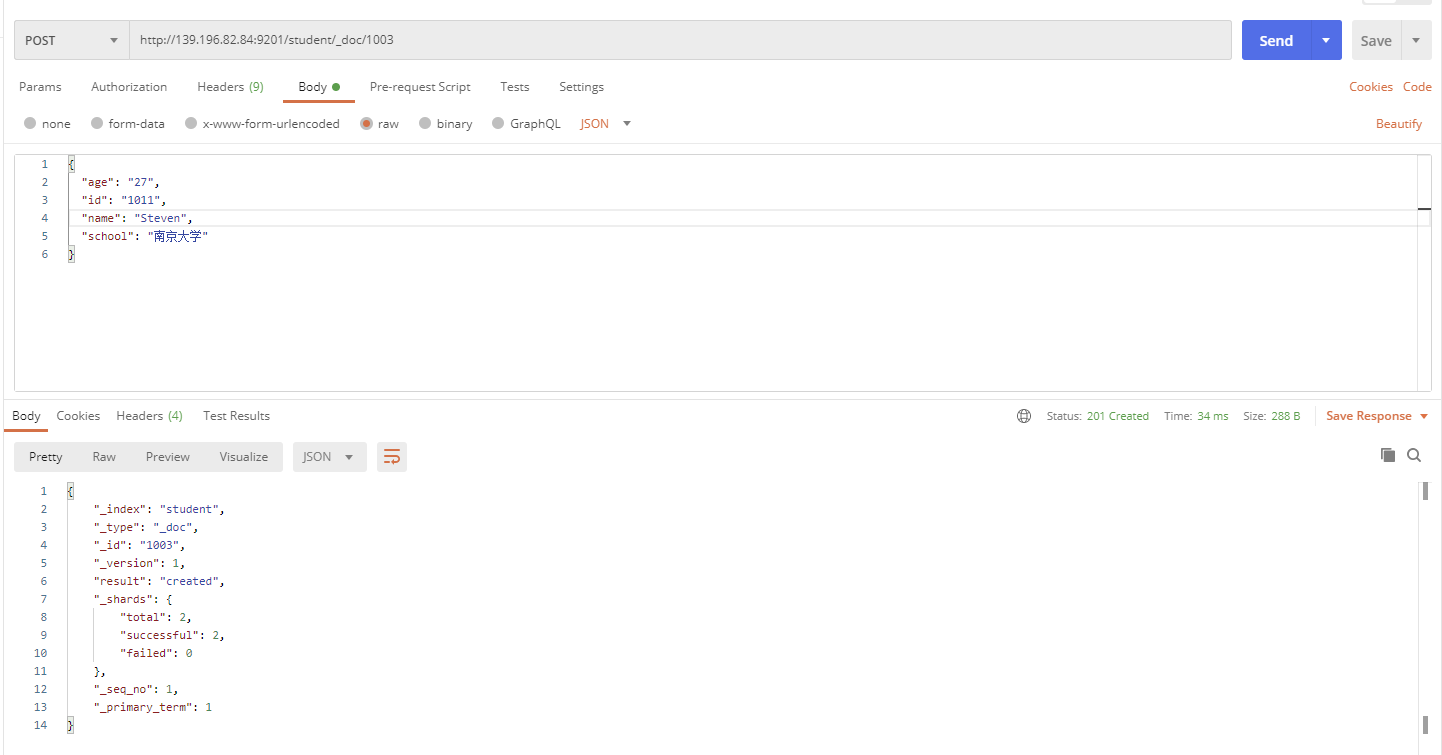 POST http://139.196.82.84:9201/student/_doc/1003 Send Save
Params Authorization Headers (9) Body Pre-request Script Tests Settings Cookies Code
none form-data x-www-form-urlencoded raw binary GraphQL JSON Beautify
1 {
2 "age": "27",
3 "id": "1011",
4 "name": "Steven",
5 "school": "南京大学"
6 }
Body Cookies Headers (4) Test Results Status: 201 Created Time: 34 ms Size: 288 B Save Response
Pretty Raw Preview Visualize JSON
1 {
2 "_index": "student",
3 "_type": "_doc",
4 "_id": "1003",
5 "_version": 1,
6 "result": "created",
7 "_shards": {
8 "total": 2,
9 "successful": 2,
10 "failed": 0
11 },
12 "_seq_no": 1,
13 "_primary_term": 1
14 }